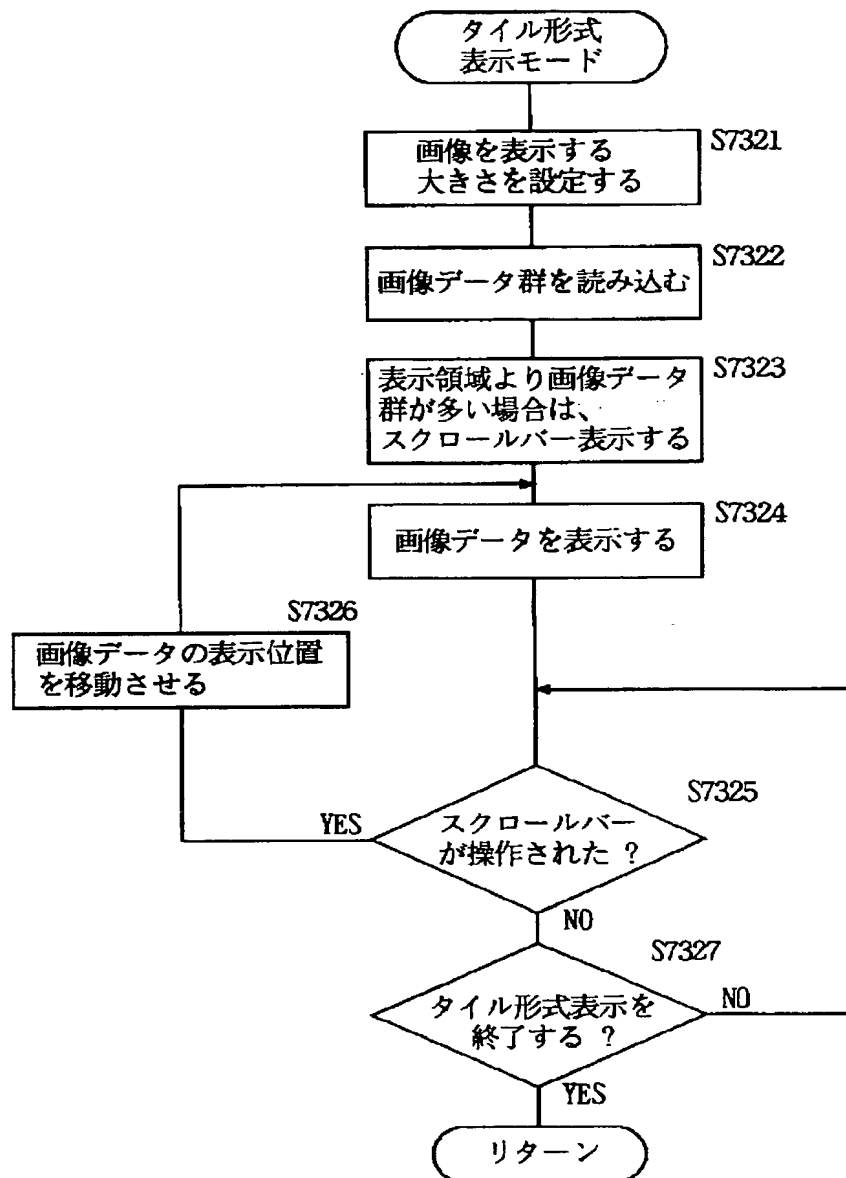 タイル形式
表示モード
S7321
画像を表示する
大きさを設定する
S7322
画像データ群を読み込む
S7323
表示領域より画像データ
群が多い場合は、
スクロールバー表示する
S7324
画像データを表示する
S7326
画像データの表示位置
を移動させる
S7325
YES
スクロールバー
が操作された ?
NO
S7327
タイル形式表示を
終了する ?
NO
YES
リターン